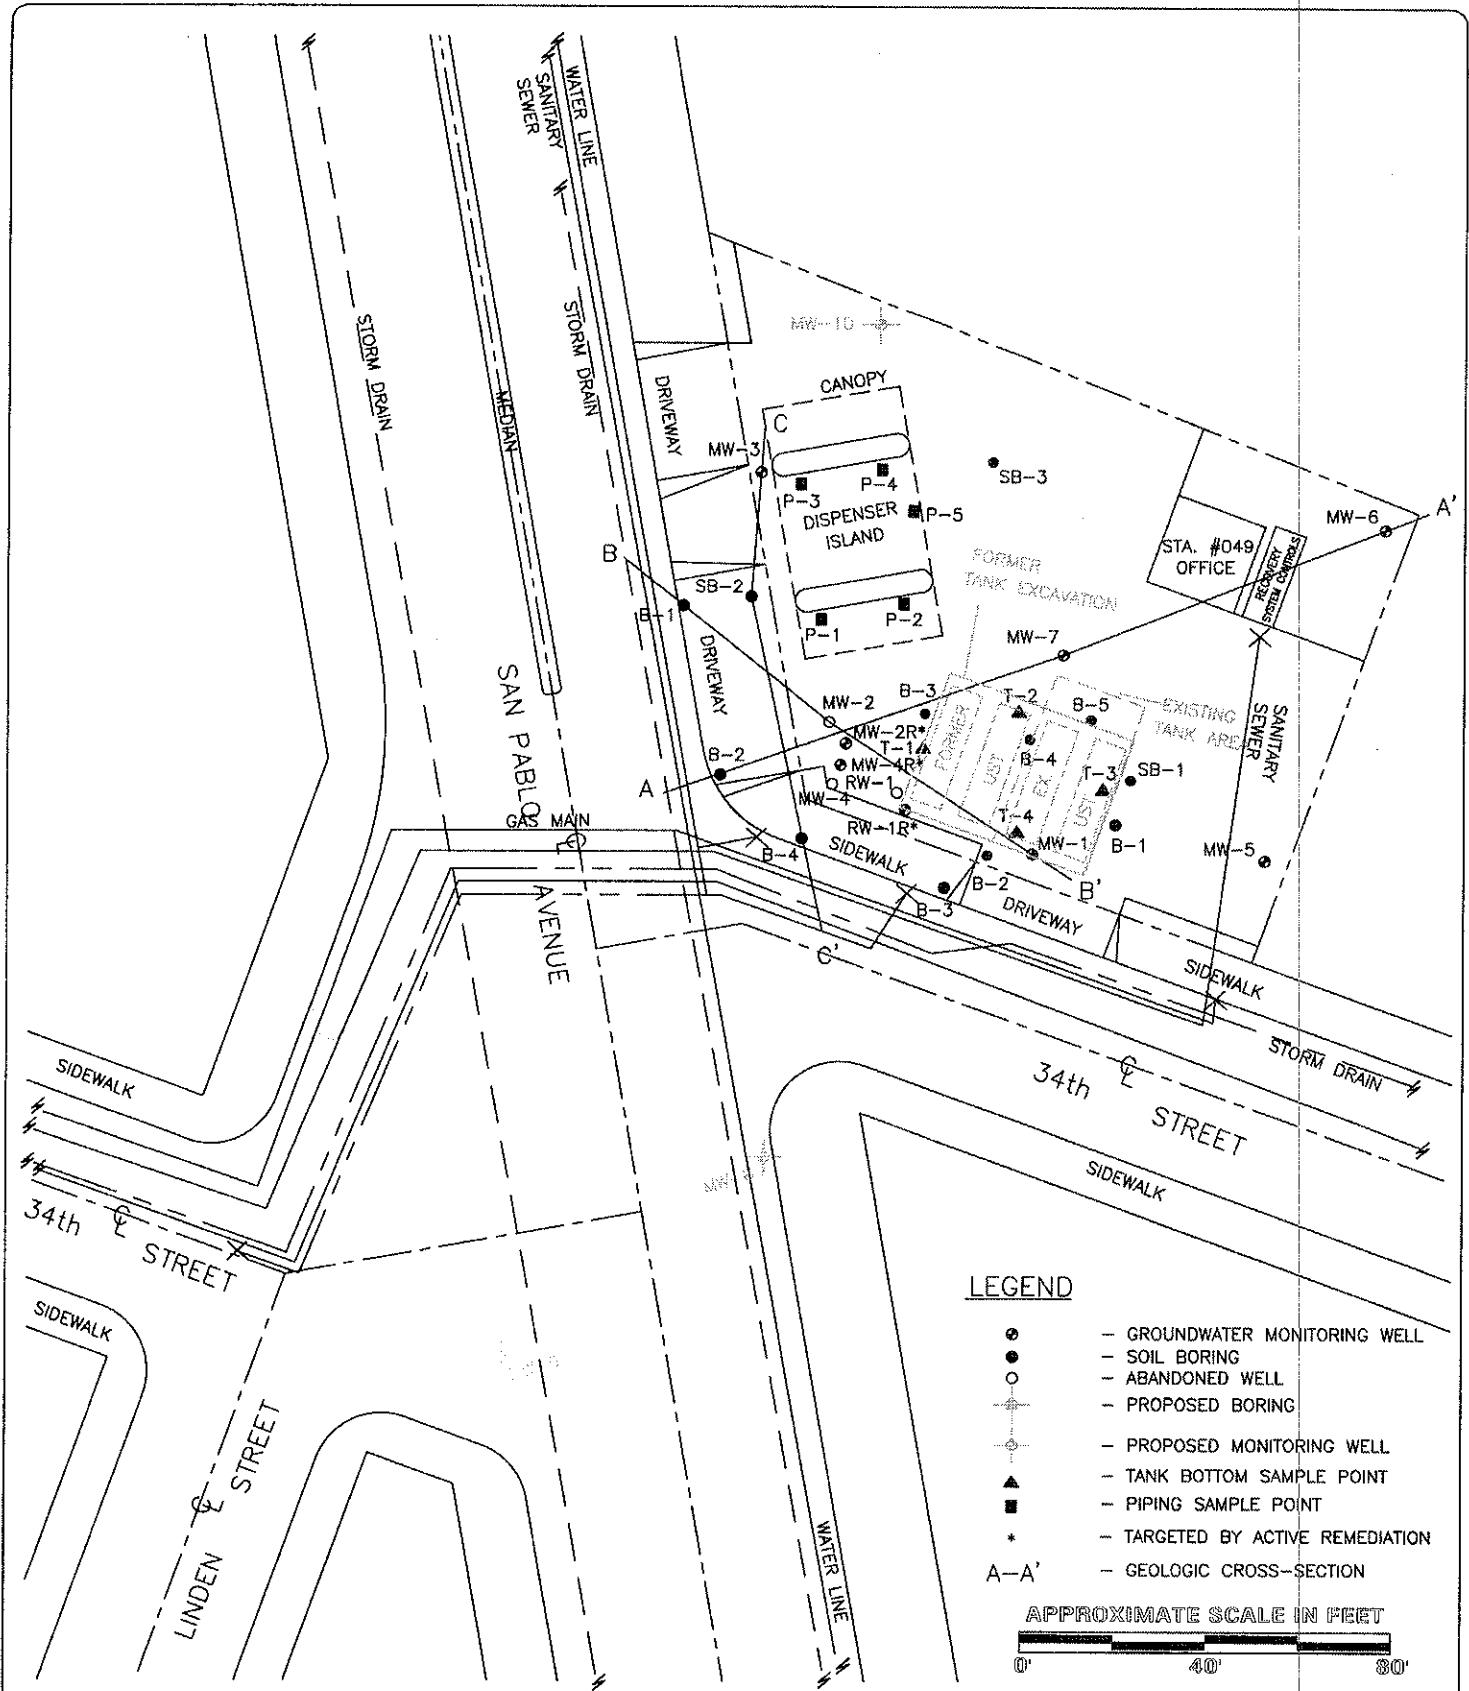 WATER LINE
SANITARY
SEWER
STORM DRAIN
STORM DRAIN
MEDIAN
DRIVEWAY
MW-10
CANOPY
C
MW-3
P-3
P-4
P-5
DISPENSER
ISLAND
SB-3
MW-6
A'
STA. #049
OFFICE
RECOVERY
SYSTEM CONTROLS
B
SB-2
B-1
P-1
P-2
FORMER
TANK EXCAVATION
MW-7
DRIVEWAY
SAN PABLO
AVENUE
MW-2
B-3
T-2
B-5
EXISTING
TANK AREA
SANITARY
SEWER
MW-2R*
T-1
MW-4R*
B-2
A
RW-1
MW-4
FORMER
UST
EX
UST
B-4
T-3
SB-1
RW-1R*
T-4
MW-1
B-1
MW-5
GAS MAIN
B-4
SIDEWALK
B-2
B'
B-3
DRIVEWAY
C'
SIDEWALK
STORM DRAIN
34th
STREET
SIDEWALK
SIDEWALK
34th
STREET
SIDEWALK
LINDEN
STREET
WATER LINE
LEGEND
- GROUNDWATER MONITORING WELL
- SOIL BORING
- ABANDONED WELL
- PROPOSED BORING
- PROPOSED MONITORING WELL
- TANK BOTTOM SAMPLE POINT
- PIPING SAMPLE POINT
* - TARGETED BY ACTIVE REMEDIATION
A-A' - GEOLOGIC CROSS-SECTION
APPROXIMATE SCALE IN FEET
0' 40' 80'